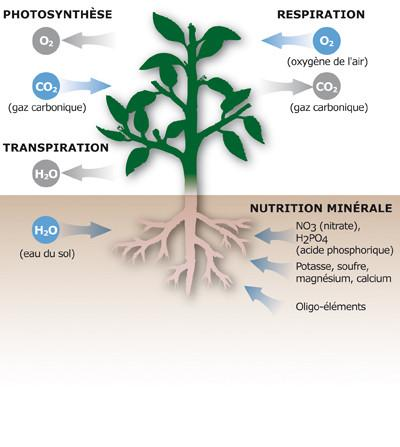 PHOTOSYNTHÈSE
O2
CO2
(gaz carbonique)
TRANSPIRATION
H2O
H2O
(eau du sol)
RESPIRATION
O2
(oxygène de l'air)
CO2
(gaz carbonique)
NUTRITION MINÉRALE
NO3 (nitrate),
H2PO4
(acide phosphorique)
Potasse, soufre,
magnésium, calcium
Oligo-éléments